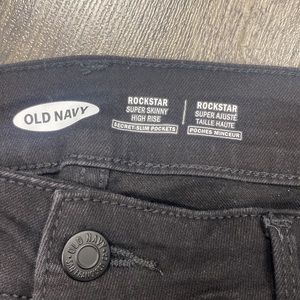 OLD NAVY
ROCKSTAR
SUPER SKINNY
HIGH RISE
SECRET-SLIM POCKETS
ROCKSTAR
SUPER AJUSTÉ
TAILLE HAUTE
POCHES MINCEUR
OLD NAVY